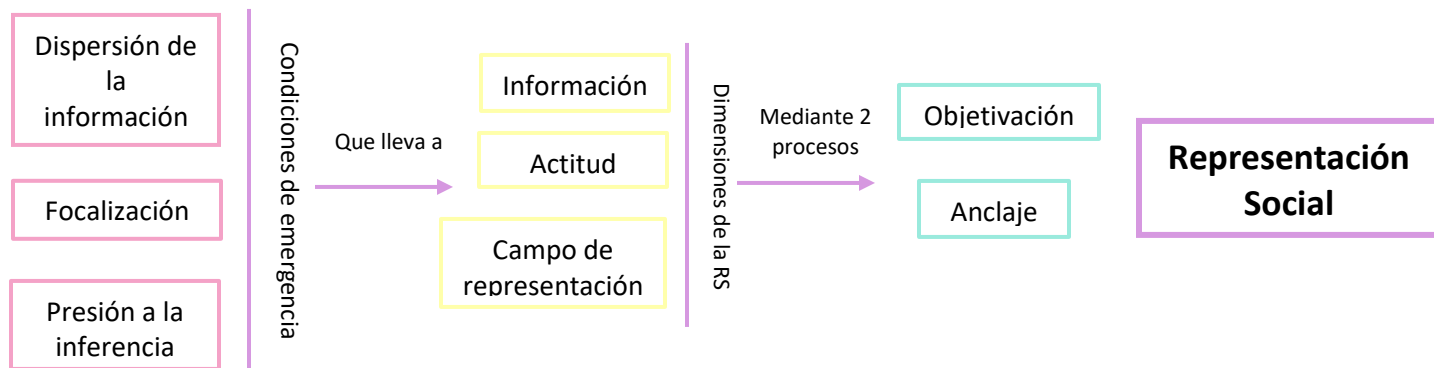 Dispersión de
la
información
Focalización
Presión a la
inferencia
Condiciones de emergencia
Que lleva a
Información
Actitud
Campo de
representación
Dimensiones de la RS
Mediante 2
procesos
Objetivación
Anclaje
Representación
Social